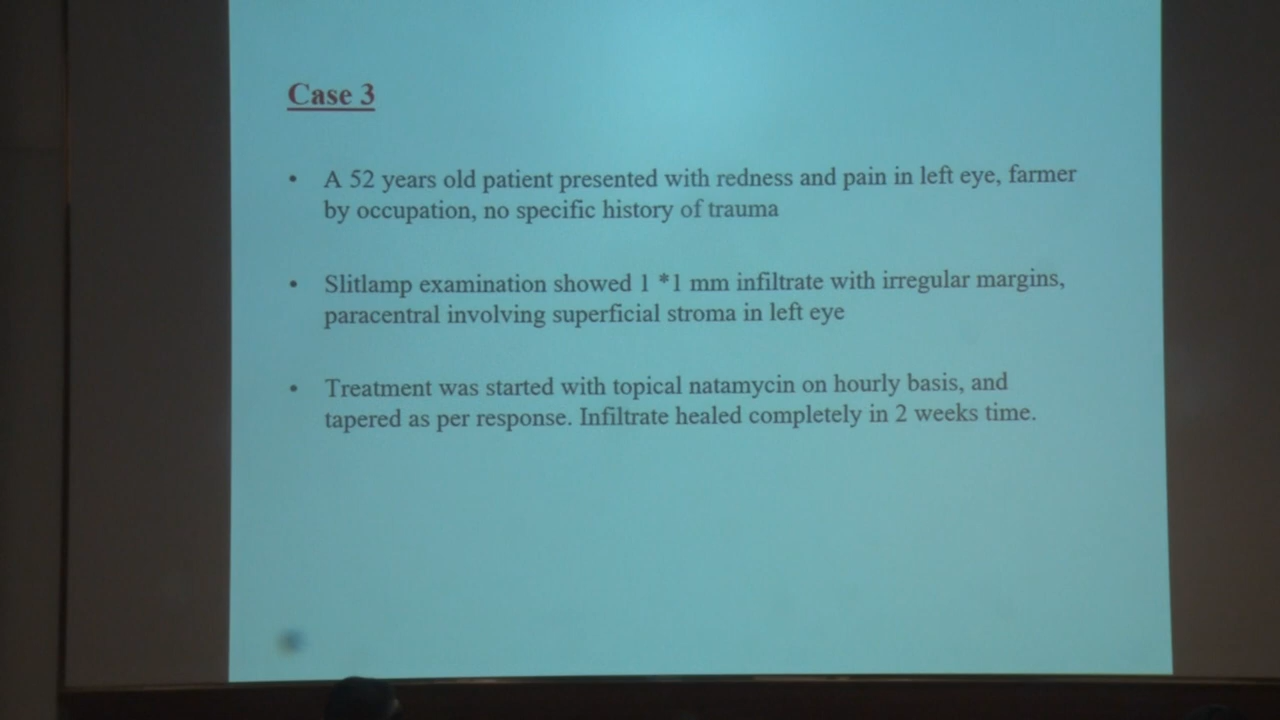 Case 3
• A 52 years old patient presented with redness and pain in left eye, farmer
by occupation, no specific history of trauma
• Slitlamp examination showed 1 *1 mm infiltrate with irregular margins,
paracentral involving superficial stroma in left eye
• Treatment was started with topical natamycin on hourly basis, and
tapered as per response. Infiltrate healed completely in 2 weeks time.